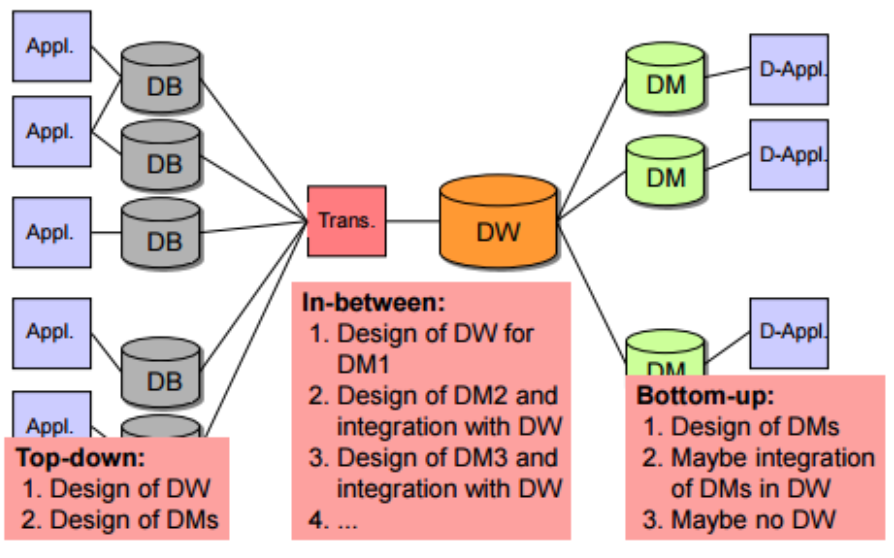 Appl.
DB
DM
D-Appl.
Appl.
DB
DM
D-Appl.
Appl.
DB
Trans.
DW
Appl.
DB
DM
D-Appl.
Appl.
Top-down:
1. Design of DW
2. Design of DMs
In-between:
1. Design of DW for
DM1
2. Design of DM2 and
integration with DW
3. Design of DM3 and
integration with DW
4. ...
Bottom-up:
1. Design of DMs
2. Maybe integration
of DMs in DW
3. Maybe no DW